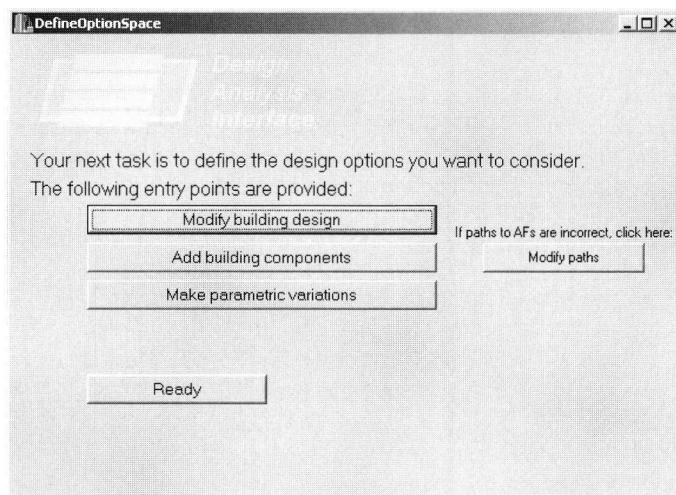 DefineOptionSpace
Design
Analysis
Interface
Your next task is to define the design options you want to consider.
The following entry points are provided:
Modify building design
If paths to AFs are incorrect, click here:
Add building components
Modify paths
Make parametric variations
Ready